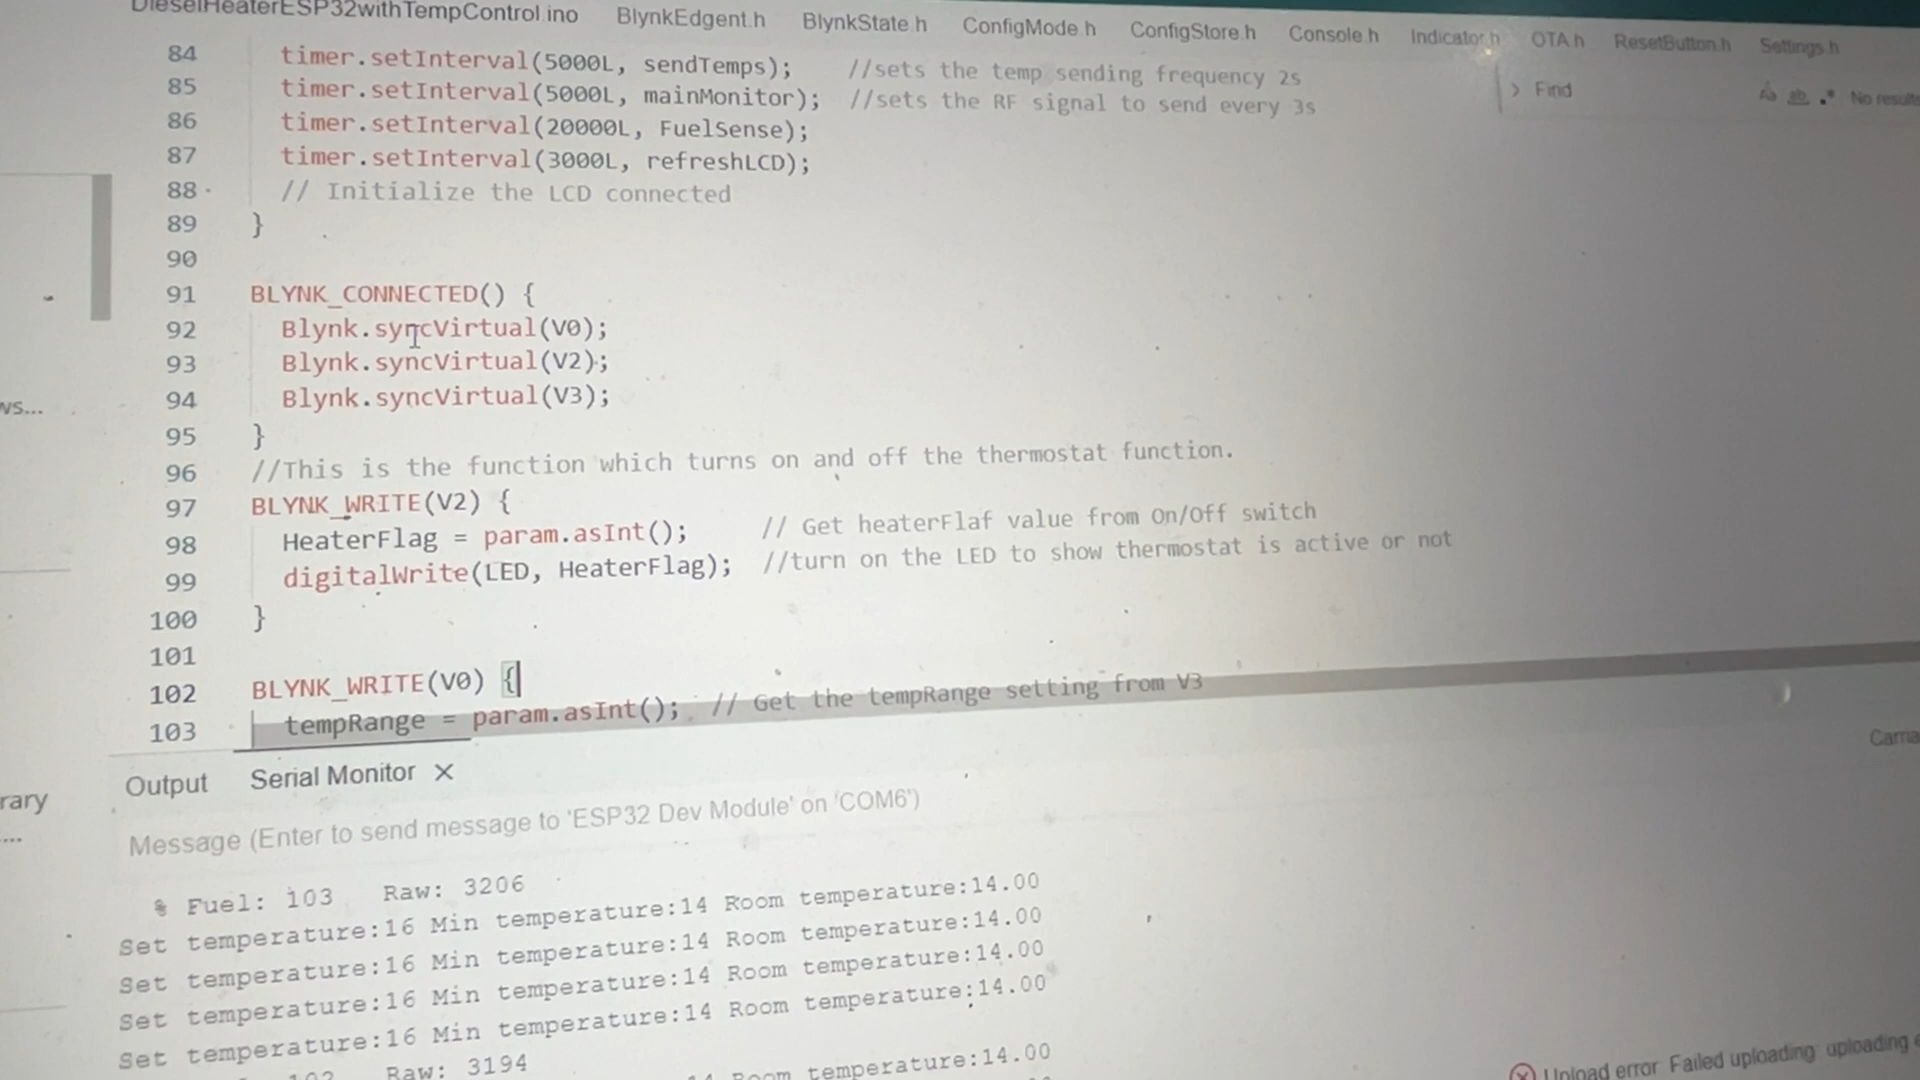 DieselHeaterESP32withTempControl.ino BlynkEdgent.h BlynkState.h ConfigMode.h ConfigStore.h Console.h Indicator.h OTA.h ResetButton.h Settings.h
> Find No results
84 timer.setInterval(5000L, sendTemps); //sets the temp sending frequency 2s
85 timer.setInterval(5000L, mainMonitor); //sets the RF signal to send every 3s
86 timer.setInterval(20000L, FuelSense);
87 timer.setInterval(3000L, refreshLCD);
88 // Initialize the LCD connected
89 }
90
91 BLYNK_CONNECTED() {
92 Blynk.syncVirtual(V0);
93 Blynk.syncVirtual(V2);
94 Blynk.syncVirtual(V3);
95 }
96 //This is the function which turns on and off the thermostat function.
97 BLYNK_WRITE(V2) {
98 HeaterFlag = param.asInt(); // Get heaterFlaf value from On/Off switch
99 digitalWrite(LED, HeaterFlag); //turn on the LED to show thermostat is active or not
100 }
101
102 BLYNK_WRITE(V0) {
103 tempRange = param.asInt(); // Get the tempRange setting from V3
ws...
rary
...
Output Serial Monitor X
Message (Enter to send message to 'ESP32 Dev Module' on 'COM6')
% Fuel: 103 Raw: 3206
Set temperature:16 Min temperature:14 Room temperature:14.00
Set temperature:16 Min temperature:14 Room temperature:14.00
Set temperature:16 Min temperature:14 Room temperature:14.00
Set temperature:16 Min temperature:14 Room temperature:14.00
102 Raw: 3194
14 Room temperature:14.00
Upload error Failed uploading uploading